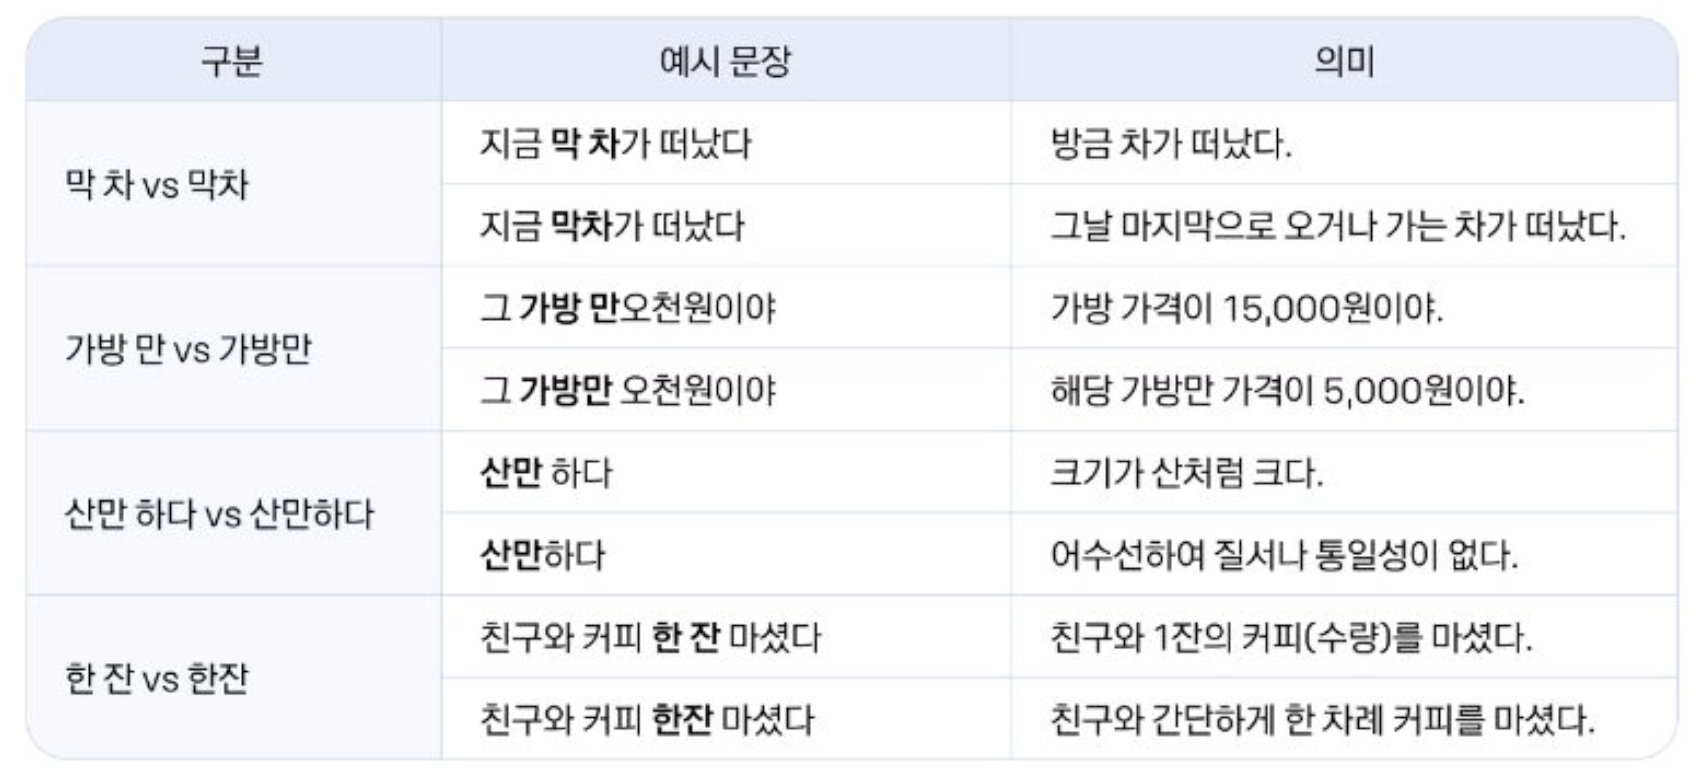 구분 예시 문장 의미
막 차 vs 막차
지금 막 차가 떠났다 방금 차가 떠났다.
지금 막차가 떠났다 그날 마지막으로 오거나 가는 차가 떠났다.
가방 만 vs 가방만
그 가방 만오천원이야 가방 가격이 15,000원이야.
그 가방만 오천원이야 해당 가방만 가격이 5,000원이야.
산만 하다 vs 산만하다
산만 하다 크기가 산처럼 크다.
산만하다 어수선하여 질서나 통일성이 없다.
한 잔 vs 한잔
친구와 커피 한 잔 마셨다 친구와 1잔의 커피(수량)를 마셨다.
친구와 커피 한잔 마셨다 친구와 간단하게 한 차례 커피를 마셨다.